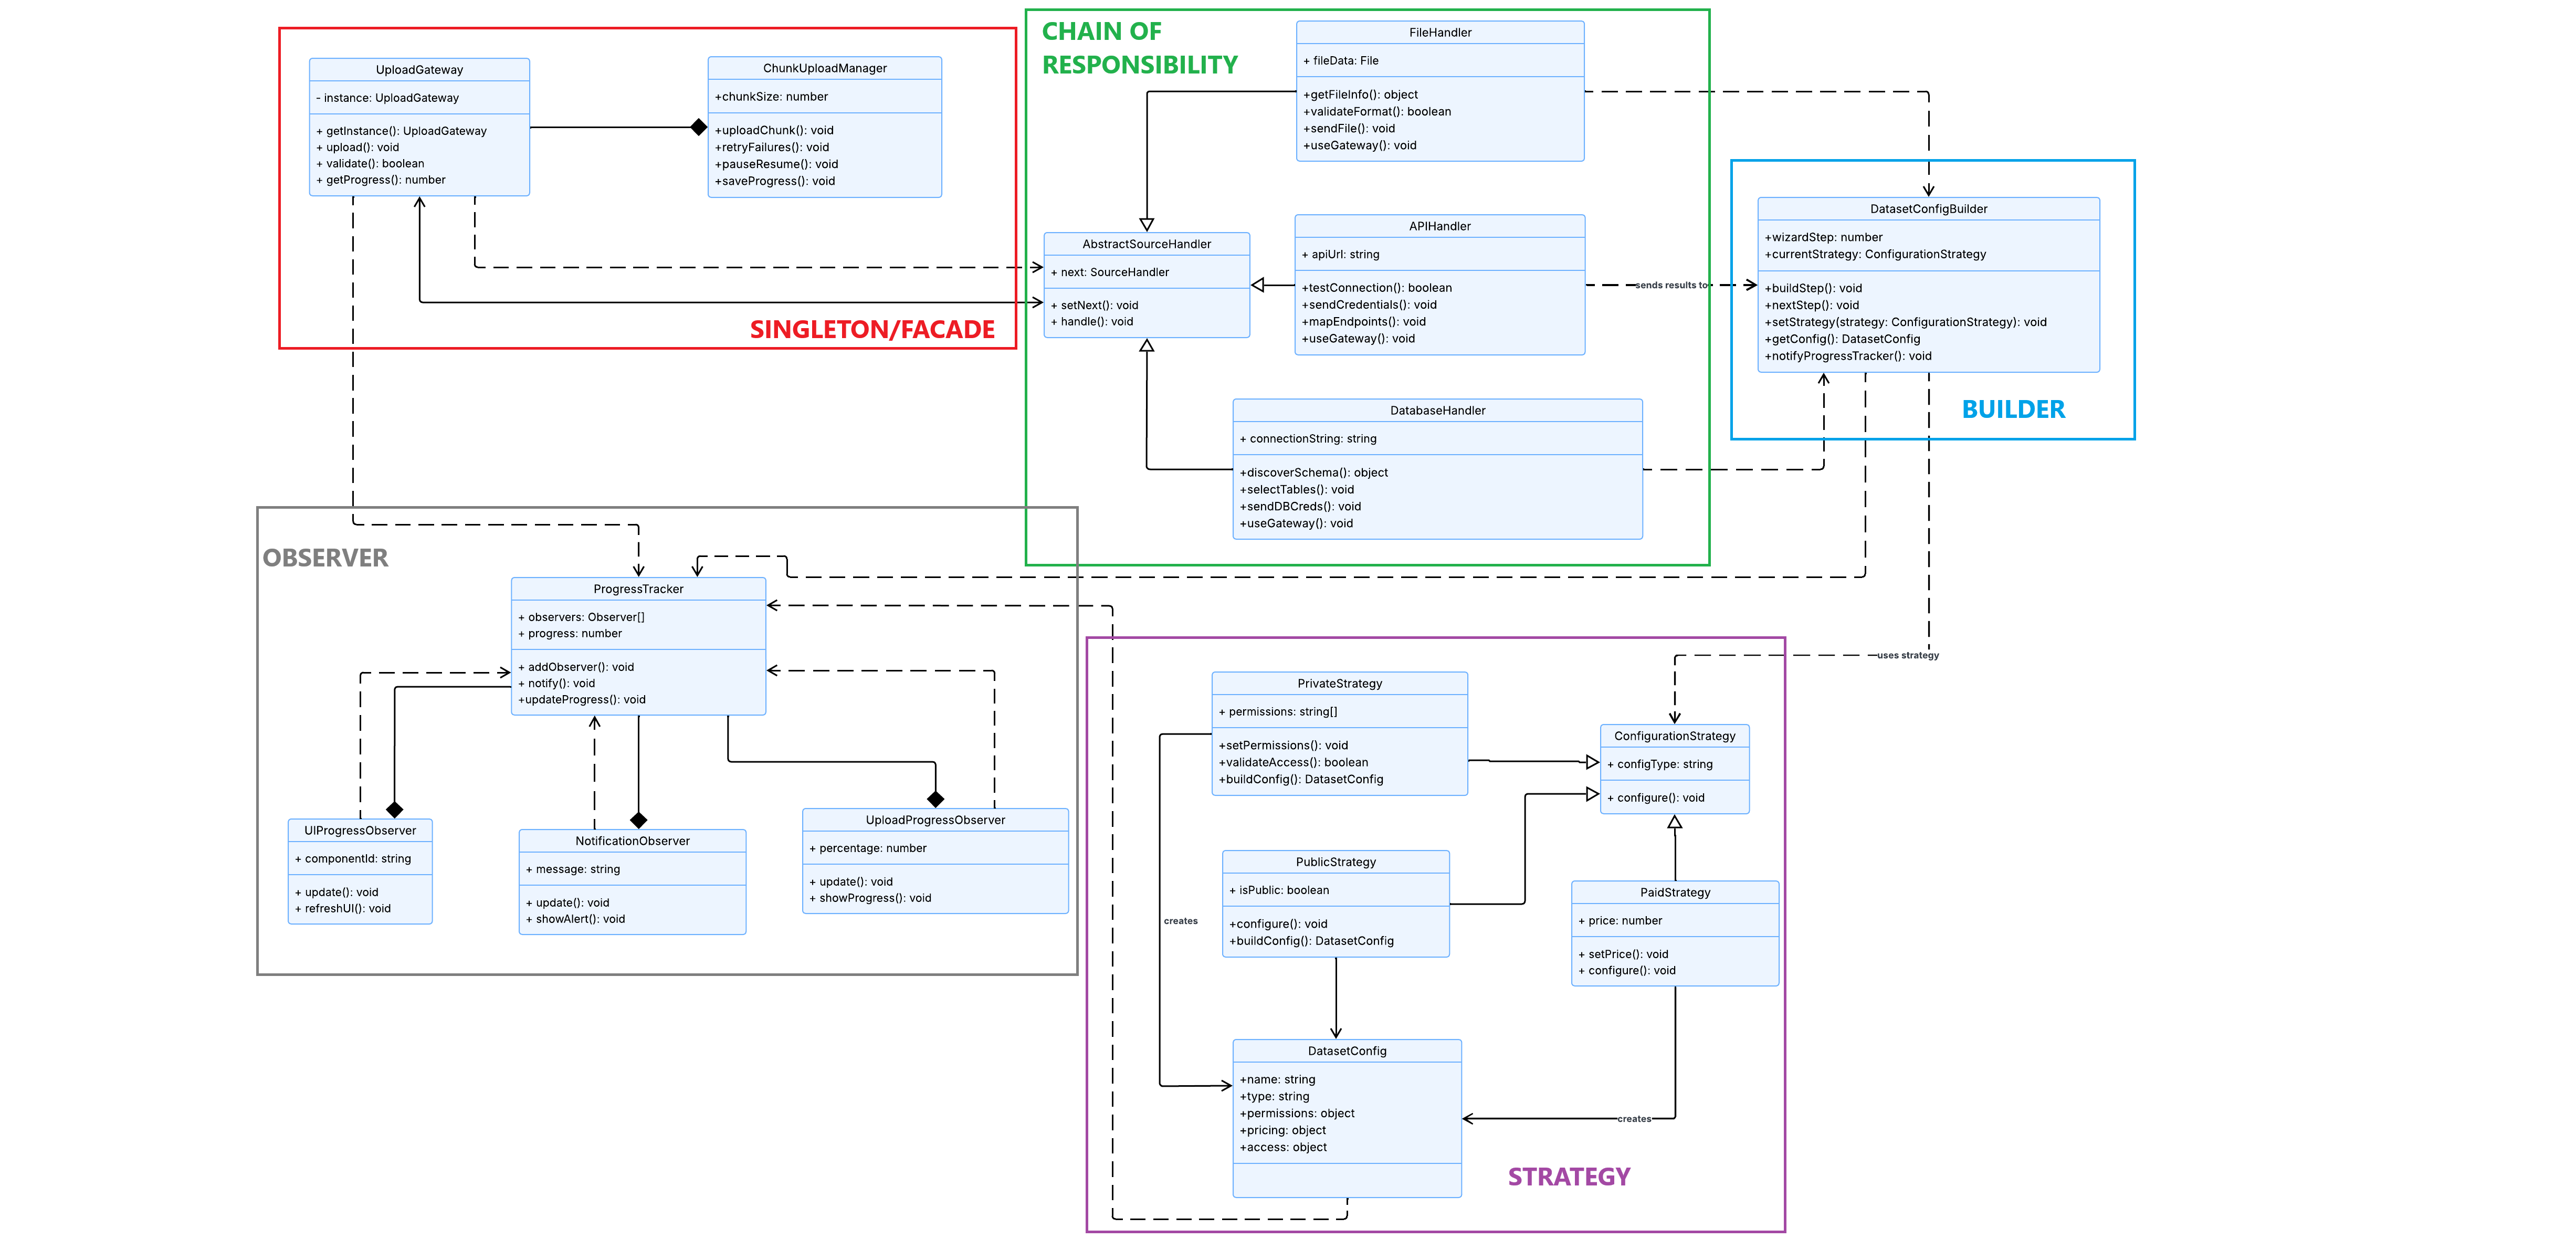 UploadGateway
- instance: UploadGateway
+ getInstance(): UploadGateway
+ upload(): void
+ validate(): boolean
+ getProgress(): number
ChunkUploadManager
+chunkSize: number
+uploadChunk(): void
+retryFailures(): void
+pauseResume(): void
+saveProgress(): void
SINGLETON/FACADE
CHAIN OF
RESPONSIBILITY
FileHandler
+ fileData: File
+getFileInfo(): object
+validateFormat(): boolean
+sendFile(): void
+useGateway(): void
AbstractSourceHandler
+ next: SourceHandler
+ setNext(): void
+ handle(): void
APIHandler
+ apiUrl: string
+testConnection(): boolean
+sendCredentials(): void
+mapEndpoints(): void
+useGateway(): void
sends results to
DatabaseHandler
+ connectionString: string
+discoverSchema(): object
+selectTables(): void
+sendDBCreds(): void
+useGateway(): void
DatasetConfigBuilder
+wizardStep: number
+currentStrategy: ConfigurationStrategy
+buildStep(): void
+nextStep(): void
+setStrategy(strategy: ConfigurationStrategy): void
+getConfig(): DatasetConfig
+notifyProgressTracker(): void
BUILDER
OBSERVER
ProgressTracker
+ observers: Observer[]
+ progress: number
+ addObserver(): void
+ notify(): void
+updateProgress(): void
UIProgressObserver
+ componentId: string
+ update(): void
+ refreshUI(): void
NotificationObserver
+ message: string
+ update(): void
+ showAlert(): void
UploadProgressObserver
+ percentage: number
+ update(): void
+ showProgress(): void
uses strategy
PrivateStrategy
+ permissions: string[]
+setPermissions(): void
+validateAccess(): boolean
+buildConfig(): DatasetConfig
ConfigurationStrategy
+ configType: string
+ configure(): void
PublicStrategy
+ isPublic: boolean
+configure(): void
+buildConfig(): DatasetConfig
PaidStrategy
+ price: number
+ setPrice(): void
+ configure(): void
creates
DatasetConfig
+name: string
+type: string
+permissions: object
+pricing: object
+access: object
creates
STRATEGY